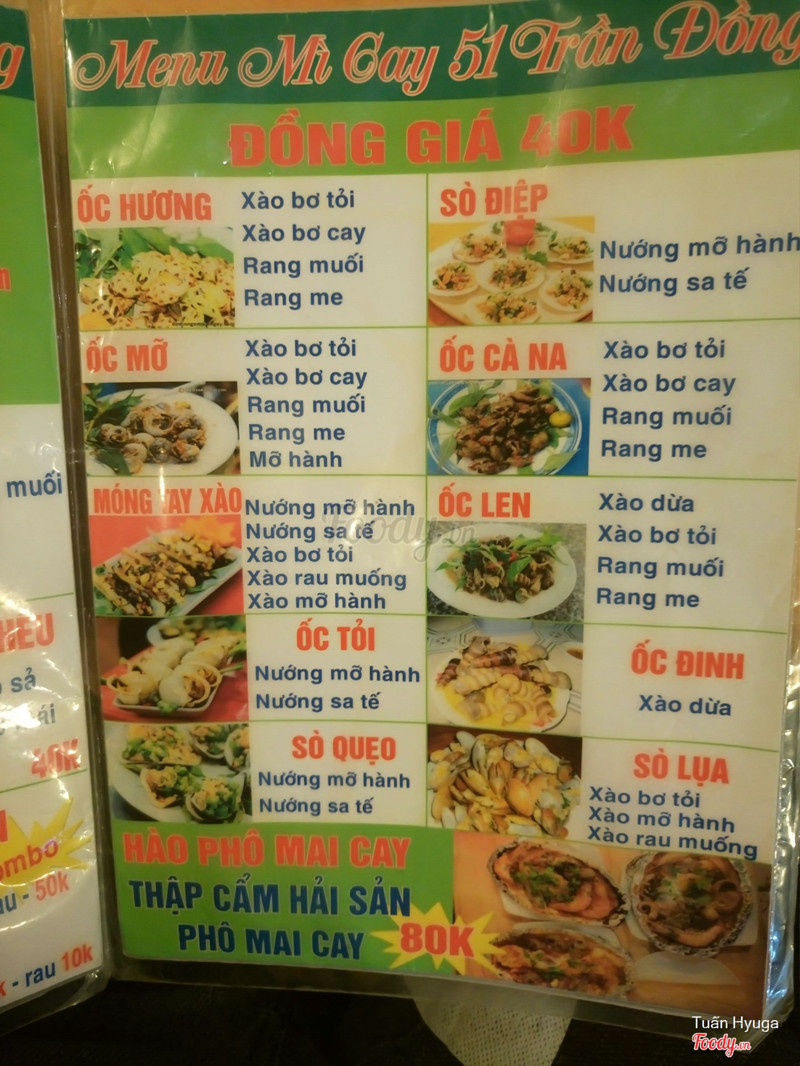 Menu Mì Cay 51 Trần Đồng
ĐỒNG GIÁ 40K
ỐC HƯƠNG
Xào bơ tỏi
Xào bơ cay
Rang muối
Rang me
SÒ ĐIỆP
Nướng mỡ hành
Nướng sa tế
ỐC MỠ
Xào bơ tỏi
Xào bơ cay
Rang muối
Rang me
Mỡ hành
ỐC CÀ NA
Xào bơ tỏi
Xào bơ cay
Rang muối
Rang me
MÓNG TAY XÀO
Nướng mỡ hành
Nướng sa tế
Xào bơ tỏi
Xào rau muống
Xào mỡ hành
ỐC LEN
Xào dừa
Xào bơ tỏi
Rang muối
Rang me
ỐC TỎI
Nướng mỡ hành
Nướng sa tế
ỐC ĐINH
Xào dừa
SÒ QUẸO
Nướng mỡ hành
Nướng sa tế
SÒ LỤA
Xào bơ tỏi
Xào mỡ hành
Xào rau muống
HÀO PHÔ MAI CAY
THẬP CẨM HẢI SẢN
PHÔ MAI CAY
80K
muối
sả
40K
ombo
- 50k
- rau 10k
Foody.vn
Tuấn Hyuga
Foody.vn